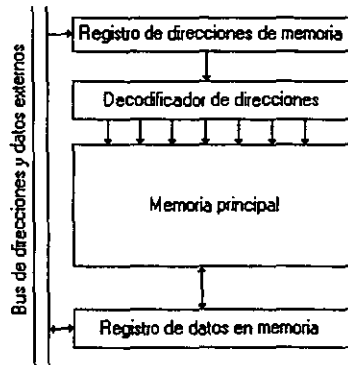 Registro de direcciones de memoria
Decodificador de direcciones
Memoria principal
Registro de datos en memoria
Bus de direcciones y datos externos